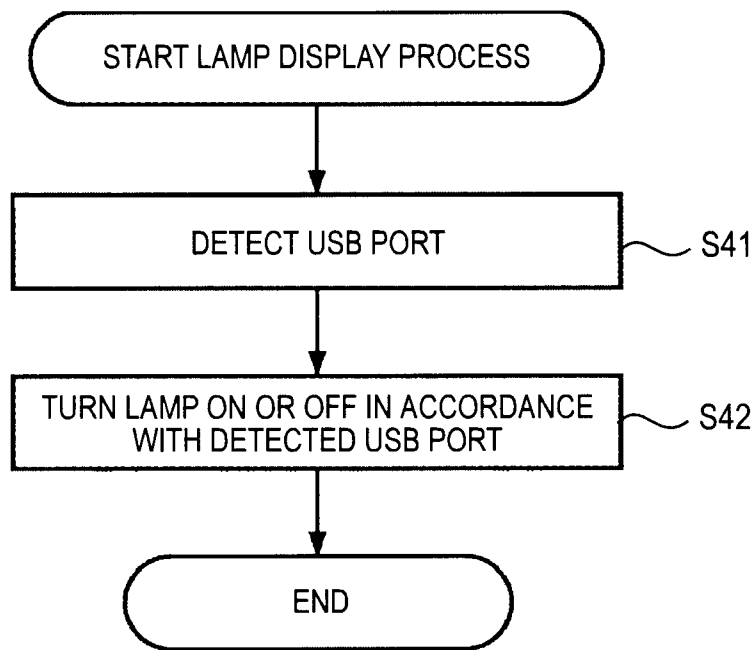 START LAMP DISPLAY PROCESS
DETECT USB PORT
S41
TURN LAMP ON OR OFF IN ACCORDANCE
WITH DETECTED USB PORT
S42
END